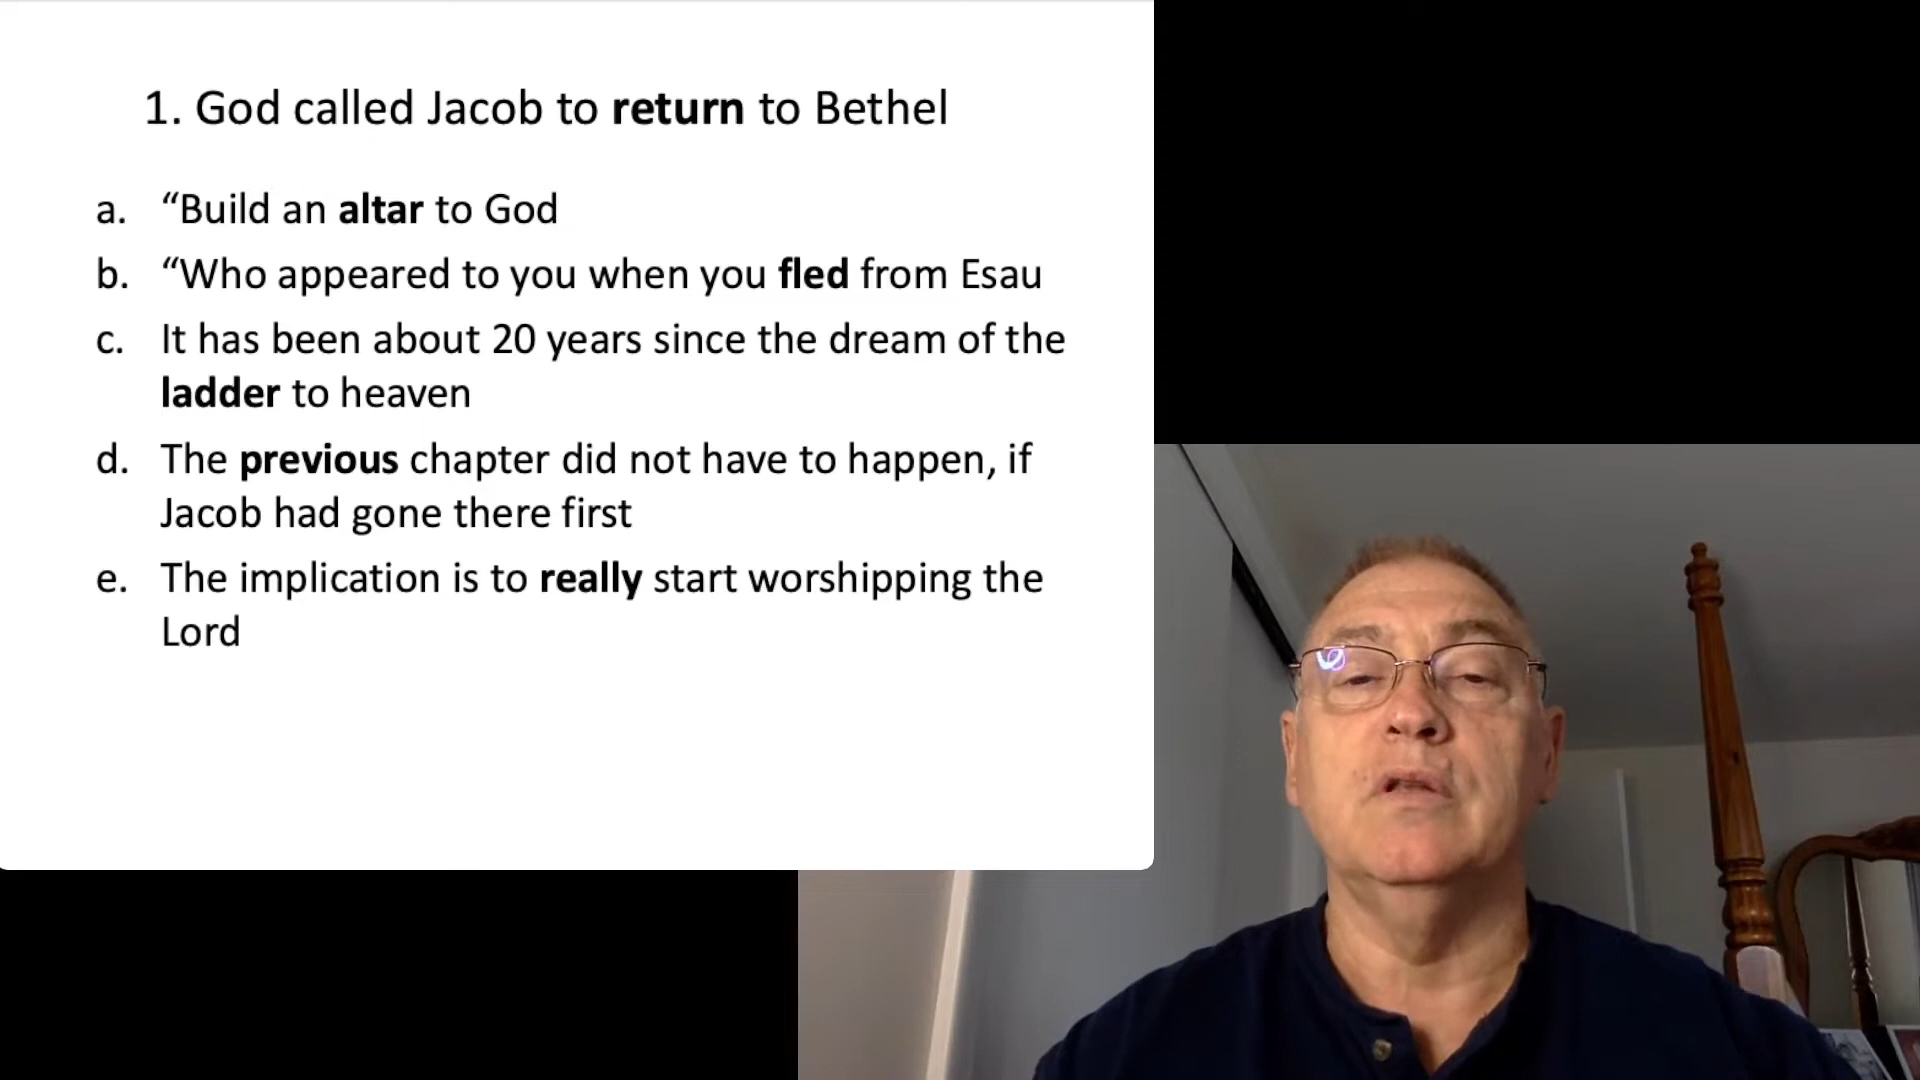 1. God called Jacob to return to Bethel
a. “Build an altar to God
b. “Who appeared to you when you fled from Esau
c. It has been about 20 years since the dream of the
ladder to heaven
d. The previous chapter did not have to happen, if
Jacob had gone there first
e. The implication is to really start worshipping the
Lord